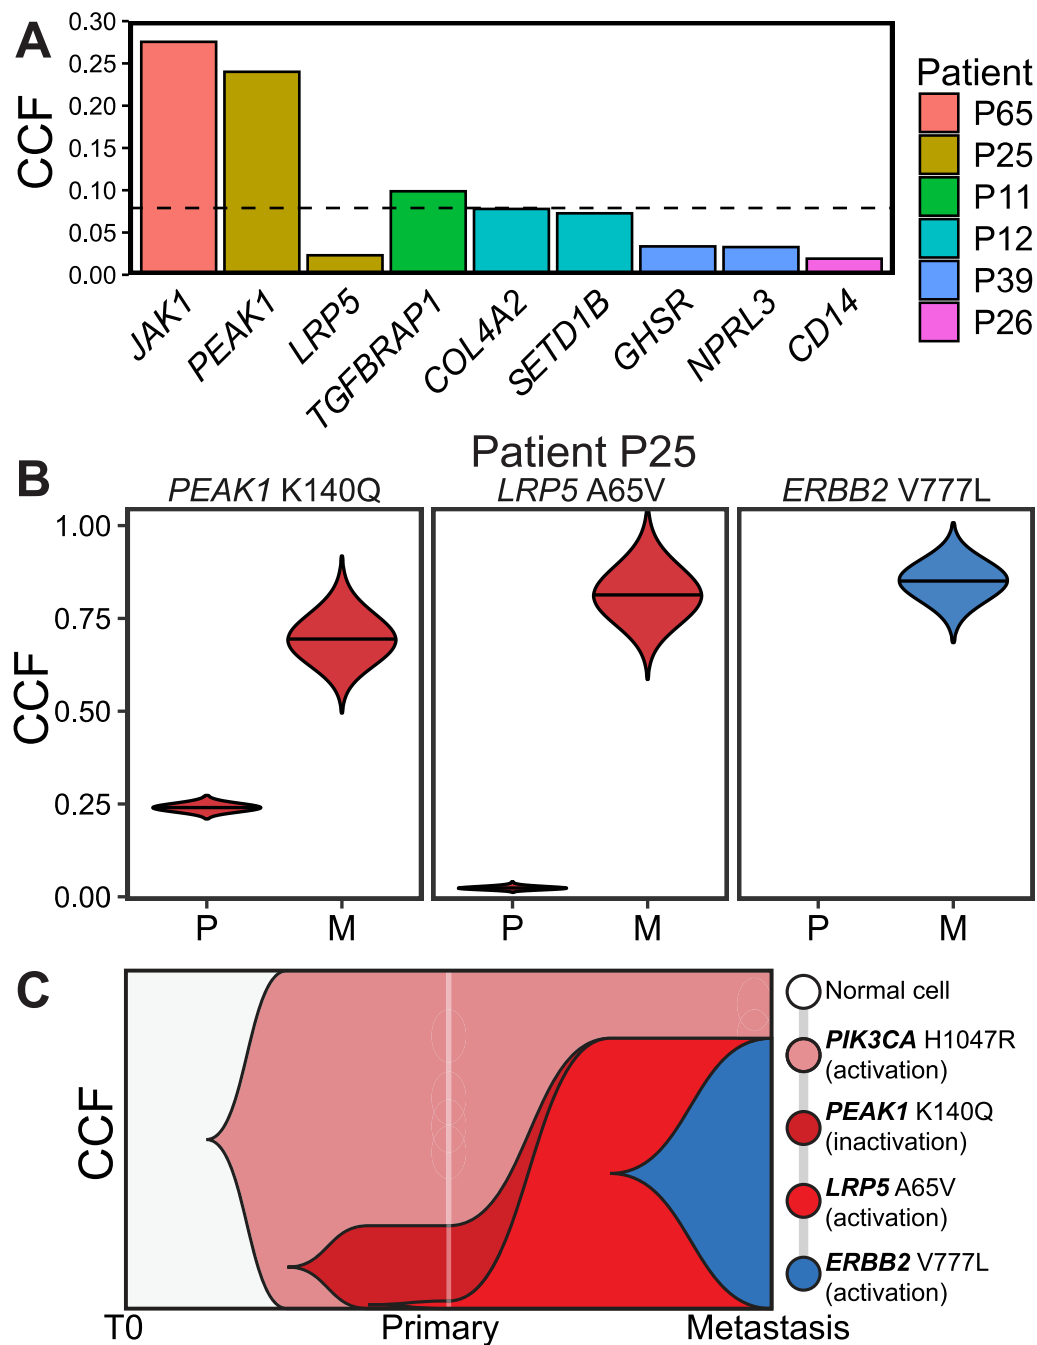 A
CCF
0.30
0.25
0.20
0.15
0.10
0.05
0.00
JAK1
PEAK1
LRP5
TGFBRAP1
COL4A2
SETD1B
GHSR
NPRL3
CD14
Patient
P65
P25
P11
P12
P39
P26
B
Patient P25
PEAK1 K140Q
LRP5 A65V
ERBB2 V777L
CCF
1.00
0.75
0.50
0.25
0.00
P
M
P
M
P
M
C
CCF
T0
Primary
Metastasis
Normal cell
PIK3CA H1047R
(activation)
PEAK1 K140Q
(inactivation)
LRP5 A65V
(activation)
ERBB2 V777L
(activation)